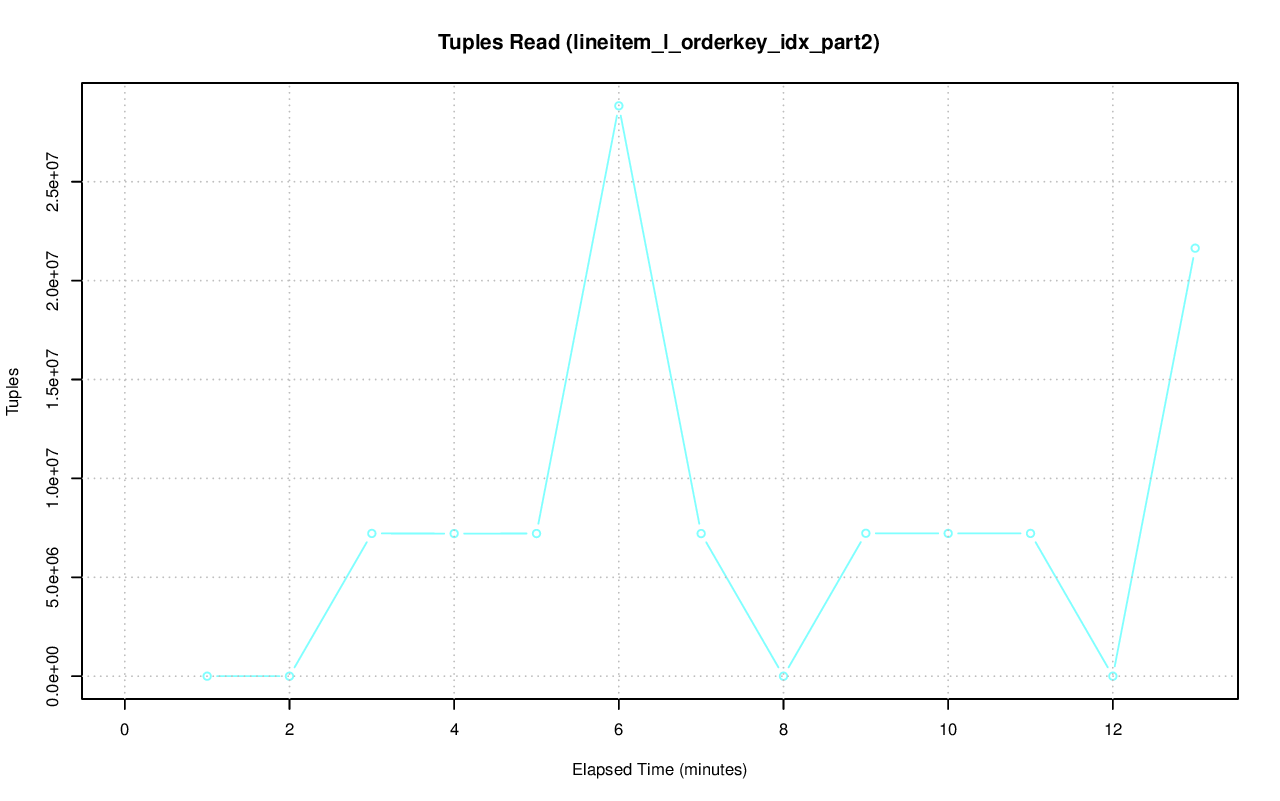 Tuples Read (lineitem_l_orderkey_idx_part2)
Tuples
2.5e+07
2.0e+07
1.5e+07
1.0e+07
5.0e+06
0.0e+00
0 2 4 6 8 10 12
Elapsed Time (minutes)